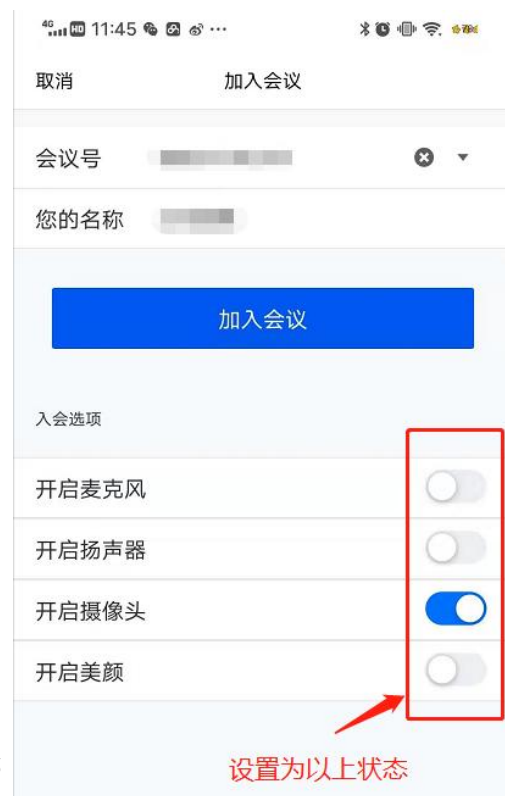 4G HD 11:45
取消 加入会议
会议号
您的名称
加入会议
入会选项
开启麦克风
开启扬声器
开启摄像头
开启美颜
设置为以上状态